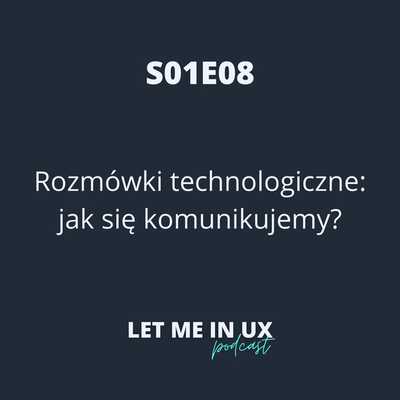 S01E08
Rozmówki technologiczne:
jak się komunikujemy?
LET ME IN UX
podcast